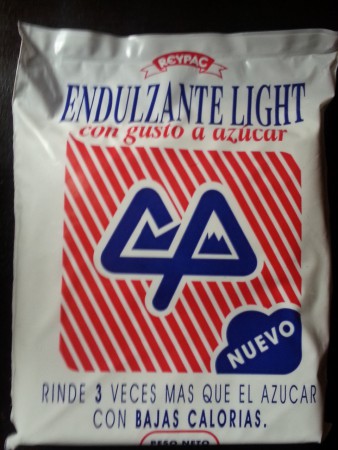 REYPAC
ENDULZANTE LIGHT
con gusto a azúcar
NUEVO
RINDE 3 VECES MAS QUE EL AZUCAR
CON BAJAS CALORIAS.
PESO NETO